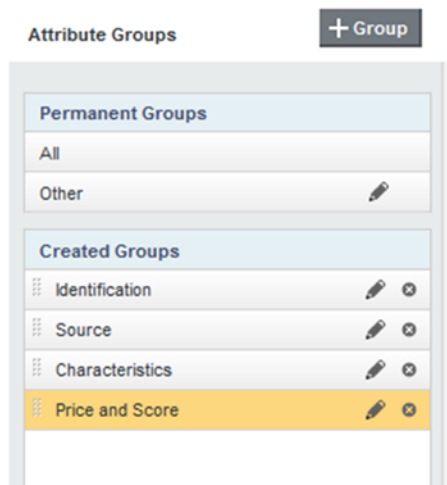 Attribute Groups
+ Group
Permanent Groups
All
Other
Created Groups
Identification
Source
Characteristics
Price and Score